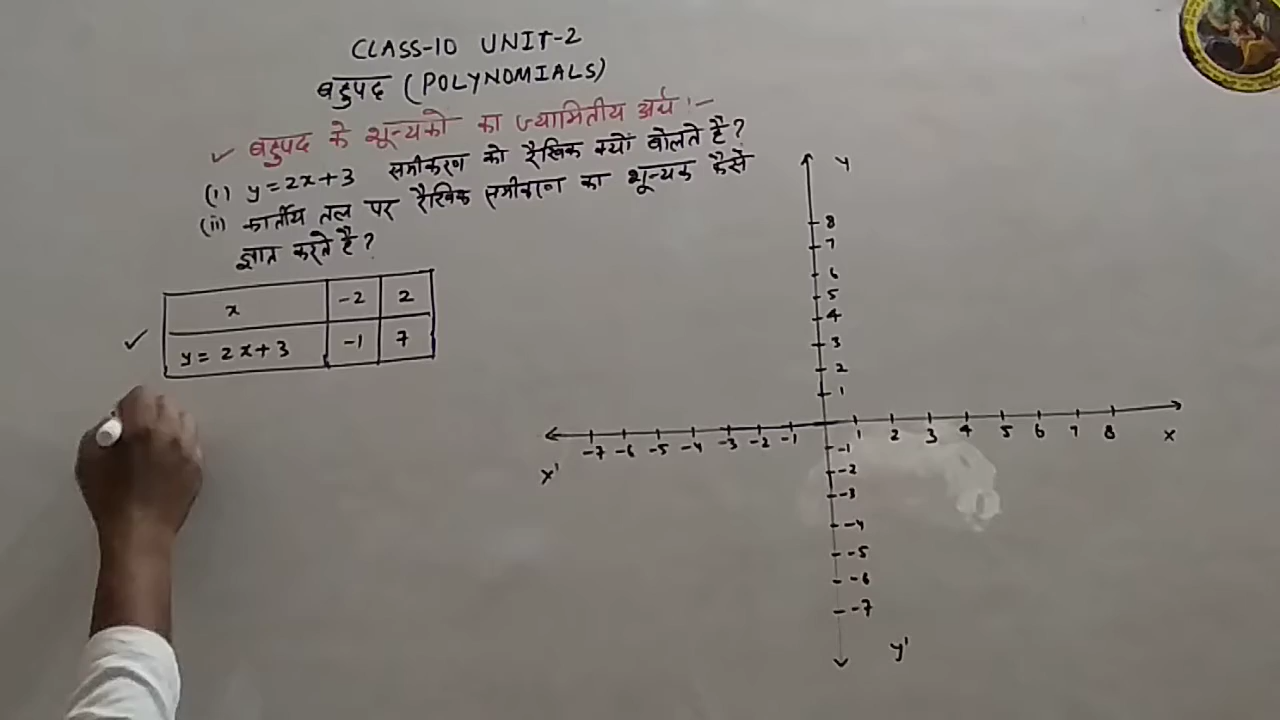 CLASS-10 UNIT-2
बहुपद (POLYNOMIALS)
✓ बहुपद के शून्यको का ज्यामितीय अर्थ :-
(i) y = 2x+3 समीकरण को रैखिक क्यों बोलते है?
(ii) कार्तीय तल पर रैखिक समीकरण का शून्यक कैसे
ज्ञात करते है?
x -2 2
✓ y = 2x+3 -1 7
y
8
7
6
5
4
3
2
1
-7 -6 -5 -4 -3 -2 -1 1 2 3 4 5 6 7 8
x' x
-1
-2
-3
-4
-5
-6
-7
y'